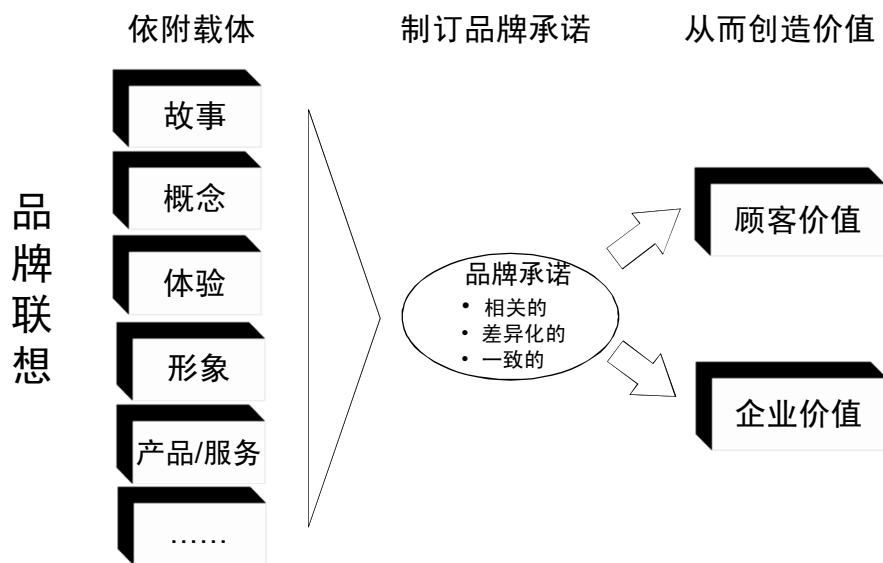 依附载体
制订品牌承诺
从而创造价值
品牌联想
故事
概念
体验
形象
产品/服务
……
品牌承诺
• 相关的
• 差异化的
• 一致的
顾客价值
企业价值